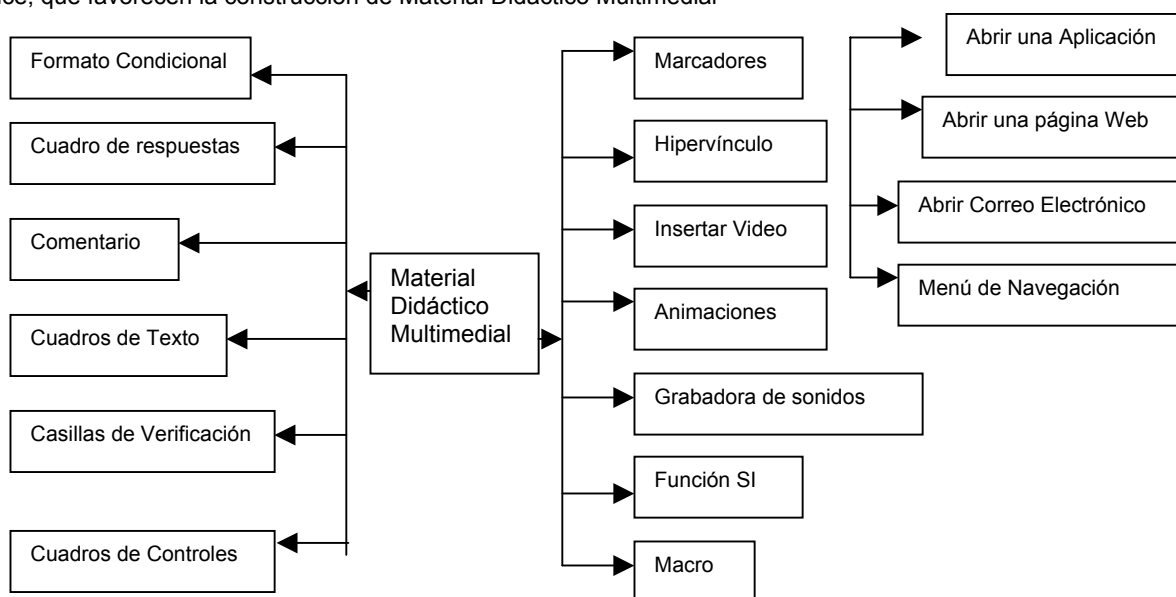 ice, que favorecen la construcción de Material Didáctico Multimedial
Formato Condicional
Cuadro de respuestas
Comentario
Cuadros de Texto
Casillas de Verificación
Cuadros de Controles
Material
Didáctico
Multimedial
Marcadores
Hipervínculo
Insertar Video
Animaciones
Grabadora de sonidos
Función SI
Macro
Abrir una Aplicación
Abrir una página Web
Abrir Correo Electrónico
Menú de Navegación